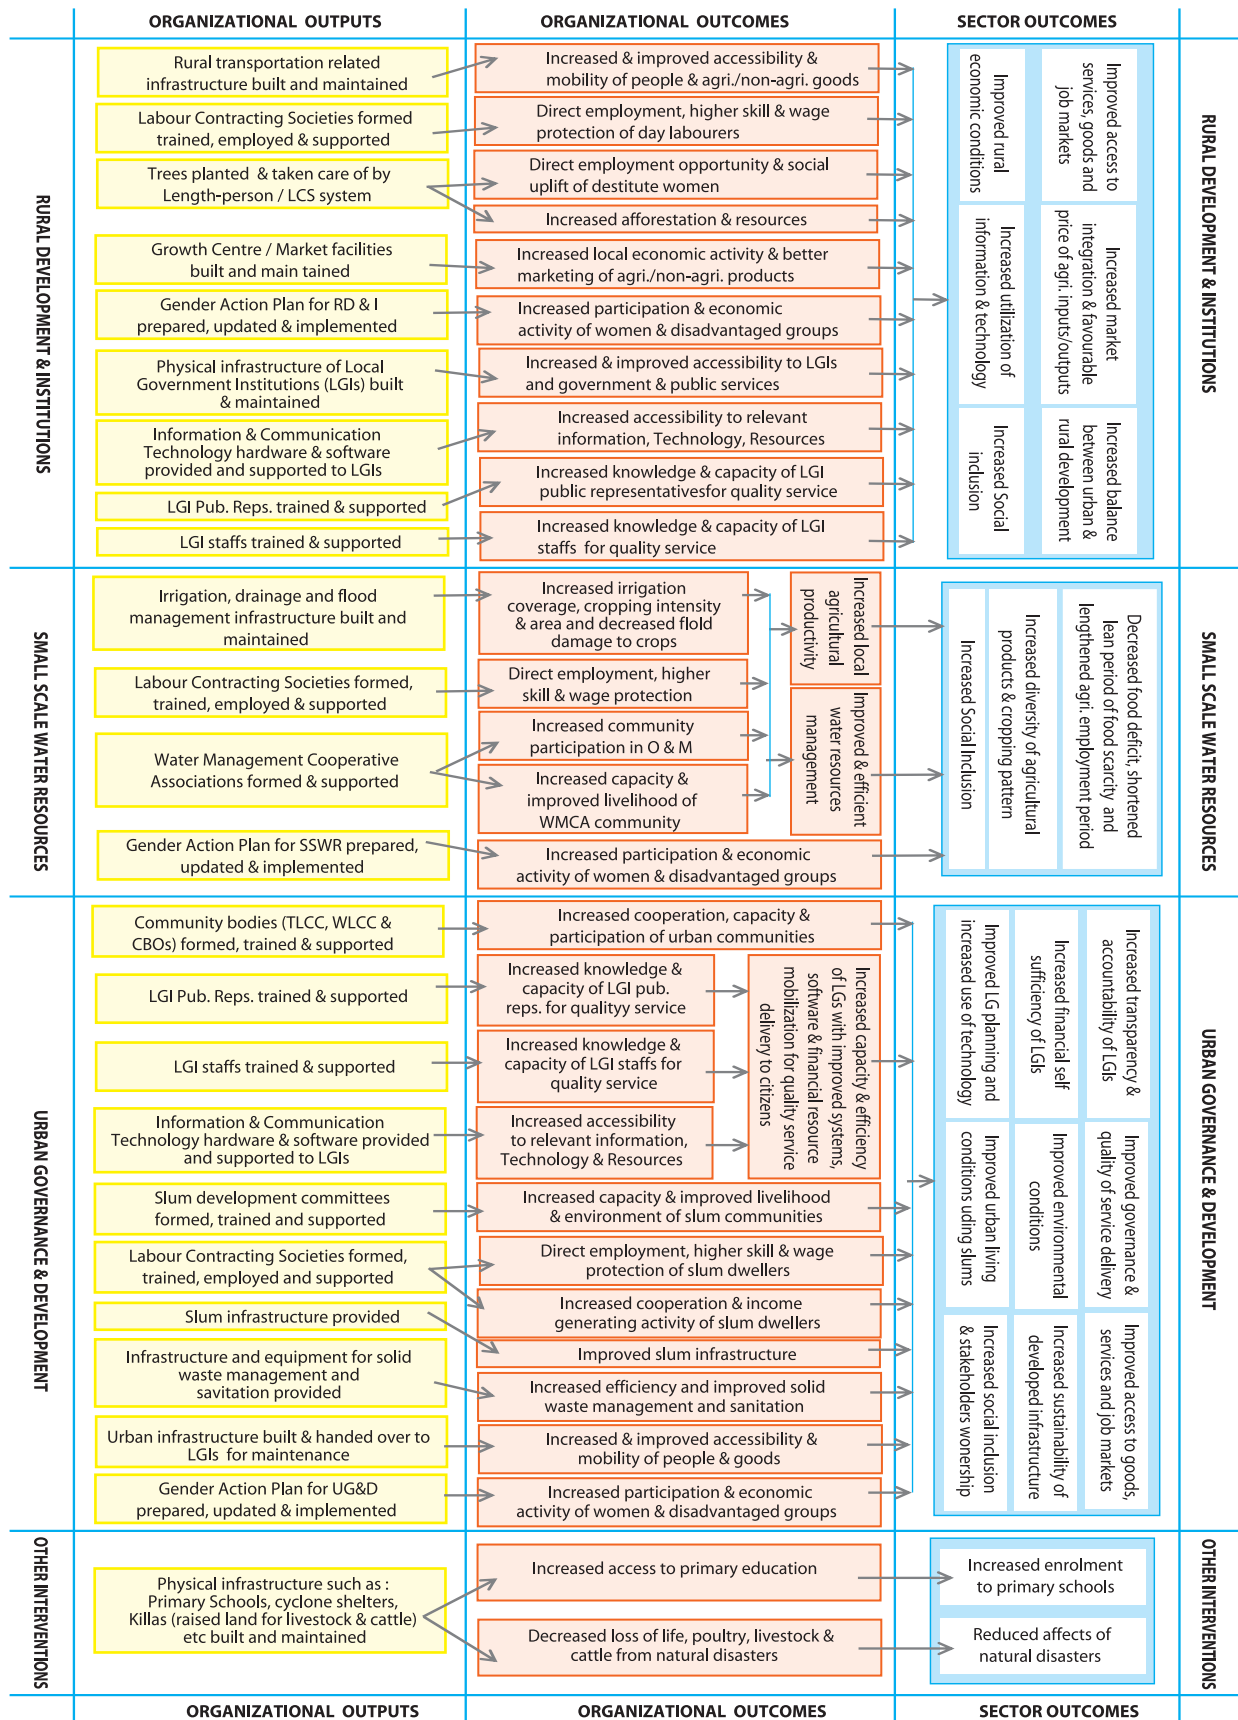 ORGANIZATIONAL OUTPUTS
ORGANIZATIONAL OUTCOMES
SECTOR OUTCOMES
RURAL DEVELOPMENT & INSTITUTIONS
Rural transportation related
infrastructure built and maintained
Labour Contracting Societies formed
trained, employed & supported
Trees planted & taken care of by
Length-person / LCS system
Growth Centre / Market facilities
built and main tained
Gender Action Plan for RD & I
prepared, updated & implemented
Physical infrastructure of Local
Government Institutions (LGIs) built
& maintained
Information & Communication
Technology hardware & software
provided and supported to LGIs
LGI Pub. Reps. trained & supported
LGI staffs trained & supported
Increased & improved accessibility &
mobility of people & agri./non-agri. goods
Direct employment, higher skill & wage
protection of day labourers
Direct employment opportunity & social
uplift of destitute women
Increased afforestation & resources
Increased local economic activity & better
marketing of agri./non-agri. products
Increased participation & economic
activity of women & disadvantaged groups
Increased & improved accessibility to LGIs
and government & public services
Increased accessibility to relevant
information, Technology, Resources
Increased knowledge & capacity of LGI
public representativesfor quality service
Increased knowledge & capacity of LGI
staffs for quality service
Improved rural
economic conditions
Improved access to
services, goods and
job markets
Increased utilization of
information & technology
Increased market
integration & favourable
price of agri. inputs/outputs
Increased Social
inclusion
Increased balance
between urban &
rural development
RURAL DEVELOPMENT & INSTITUTIONS
SMALL SCALE WATER RESOURCES
Irrigation, drainage and flood
management infrastructure built and
maintained
Labour Contracting Societies formed,
trained, employed & supported
Water Management Cooperative
Associations formed & supported
Gender Action Plan for SSWR prepared,
updated & implemented
Increased irrigation
coverage, cropping intensity
& area and decreased flold
damage to crops
Direct employment, higher
skill & wage protection
Increased community
participation in O & M
Increased capacity &
improved livelihood of
WMCA community
Increased participation & economic
activity of women & disadvantaged groups
Increased local
agricultural
productivity
Improved & efficient
water resources
management
Increased Social Inclusion
Increased diversity of agricultural
products & cropping pattern
Decreased food deficit, shortened
lean period of food scarcity and
lengthened agri. employment period
SMALL SCALE WATER RESOURCES
URBAN GOVERNANCE & DEVELOPMENT
Community bodies (TLCC, WLCC &
CBOs) formed, trained & supported
LGI Pub. Reps. trained & supported
LGI staffs trained & supported
Information & Communication
Technology hardware & software provided
and supported to LGIs
Slum development committees
formed, trained and supported
Labour Contracting Societies formed,
trained, employed and supported
Slum infrastructure provided
Infrastructure and equipment for solid
waste management and
savitation provided
Urban infrastructure built & handed over to
LGIs for maintenance
Gender Action Plan for UG&D
prepared, updated & implemented
Increased cooperation, capacity &
participation of urban communities
Increased knowledge &
capacity of LGI pub.
reps. for qualityy service
Increased knowledge &
capacity of LGI staffs for
quality service
Increased accessibility
to relevant information,
Technology & Resources
Increased capacity & efficiency
of LGs with improved systems,
software & financial resource
mobilization for quality service
delivery to citizens
Increased capacity & improved livelihood
& environment of slum communities
Direct employment, higher skill & wage
protection of slum dwellers
Increased cooperation & income
generating activity of slum dwellers
Improved slum infrastructure
Increased efficiency and improved solid
waste management and sanitation
Increased & improved accessibility &
mobility of people & goods
Increased participation & economic
activity of women & disadvantaged groups
Improved LG planning and
increased use of technology
Increased financial self
sufficiency of LGIs
Increased transparency &
accountability of LGIs
Improved urban living
conditions uding slums
Improved environmental
conditions
Improved governance &
quality of service delivery
Increased social inclusion
& stakeholders wonership
Increased sustainability of
developed infrastructure
Improved access to goods,
services and job markets
URBAN GOVERNANCE & DEVELOPMENT
OTHER INTERVENTIONS
Physical infrastructure such as :
Primary Schools, cyclone shelters,
Killas (raised land for livestock & cattle)
etc built and maintained
Increased access to primary education
Decreased loss of life, poultry, livestock &
cattle from natural disasters
Increased enrolment
to primary schools
Reduced affects of
natural disasters
OTHER INTERVENTIONS
ORGANIZATIONAL OUTPUTS
ORGANIZATIONAL OUTCOMES
SECTOR OUTCOMES